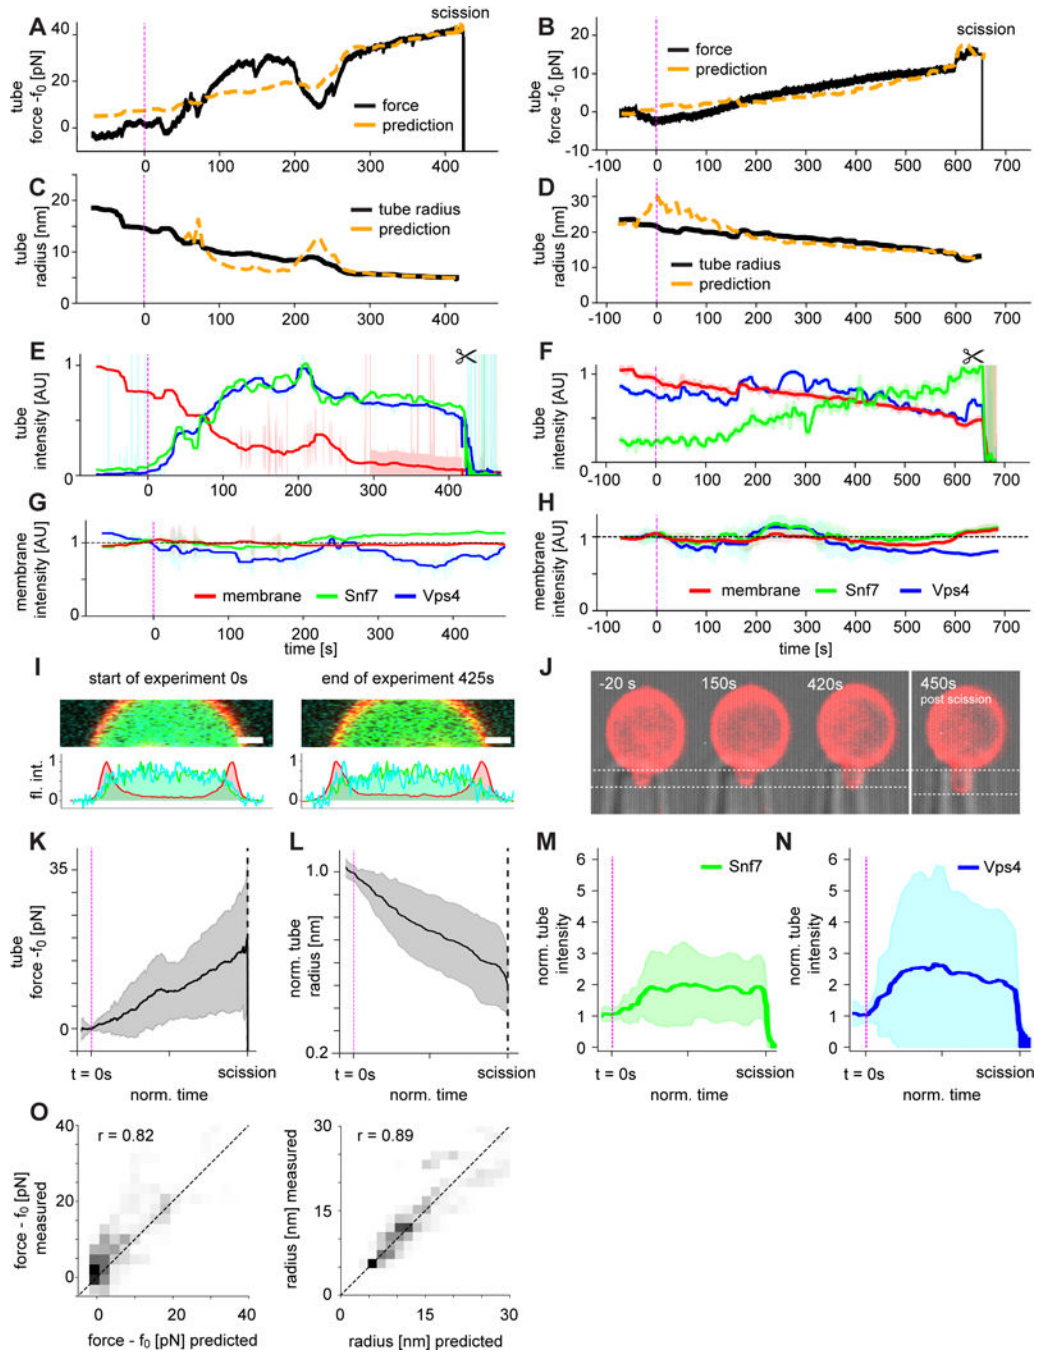 A
scission
tube
force -f0 [pN]
40
20
0
force
prediction
0
100
200
300
400
B
scission
tube
force -f0 [pN]
20
10
0
-10
force
prediction
-100
0
100
200
300
400
500
600
700
C
tube
radius [nm]
20
10
0
tube radius
prediction
0
100
200
300
400
D
tube
radius [nm]
30
20
10
0
tube radius
prediction
-100
0
100
200
300
400
500
600
700
E
tube
intensity [AU]
1
0
0
100
200
300
400
F
tube
intensity [AU]
1
0
-100
0
100
200
300
400
500
600
700
G
membrane
intensity [AU]
1
0
membrane
Snf7
Vps4
0
100
200
300
400
time [s]
H
membrane
intensity [AU]
1
0
membrane
Snf7
Vps4
-100
0
100
200
300
400
500
600
700
time [s]
I
start of experiment 0s
end of experiment 425s
fl. int.
1
0
1
0
J
-20 s
150s
420s
450s
post scission
K
tube
force -f0 [pN]
35
0
t = 0s
scission
norm. time
L
norm. tube
radius [nm]
1.0
0.2
t = 0s
scission
norm. time
M
Snf7
norm. tube
intensity
6
5
4
3
2
1
0
t = 0s
scission
norm. time
N
Vps4
norm. tube
intensity
6
5
4
3
2
1
0
t = 0s
scission
norm. time
O
r = 0.82
force - f0 [pN]
measured
40
20
0
0
20
40
force - f0 [pN] predicted
r = 0.89
radius [nm] measured
30
15
0
0
15
30
radius [nm] predicted